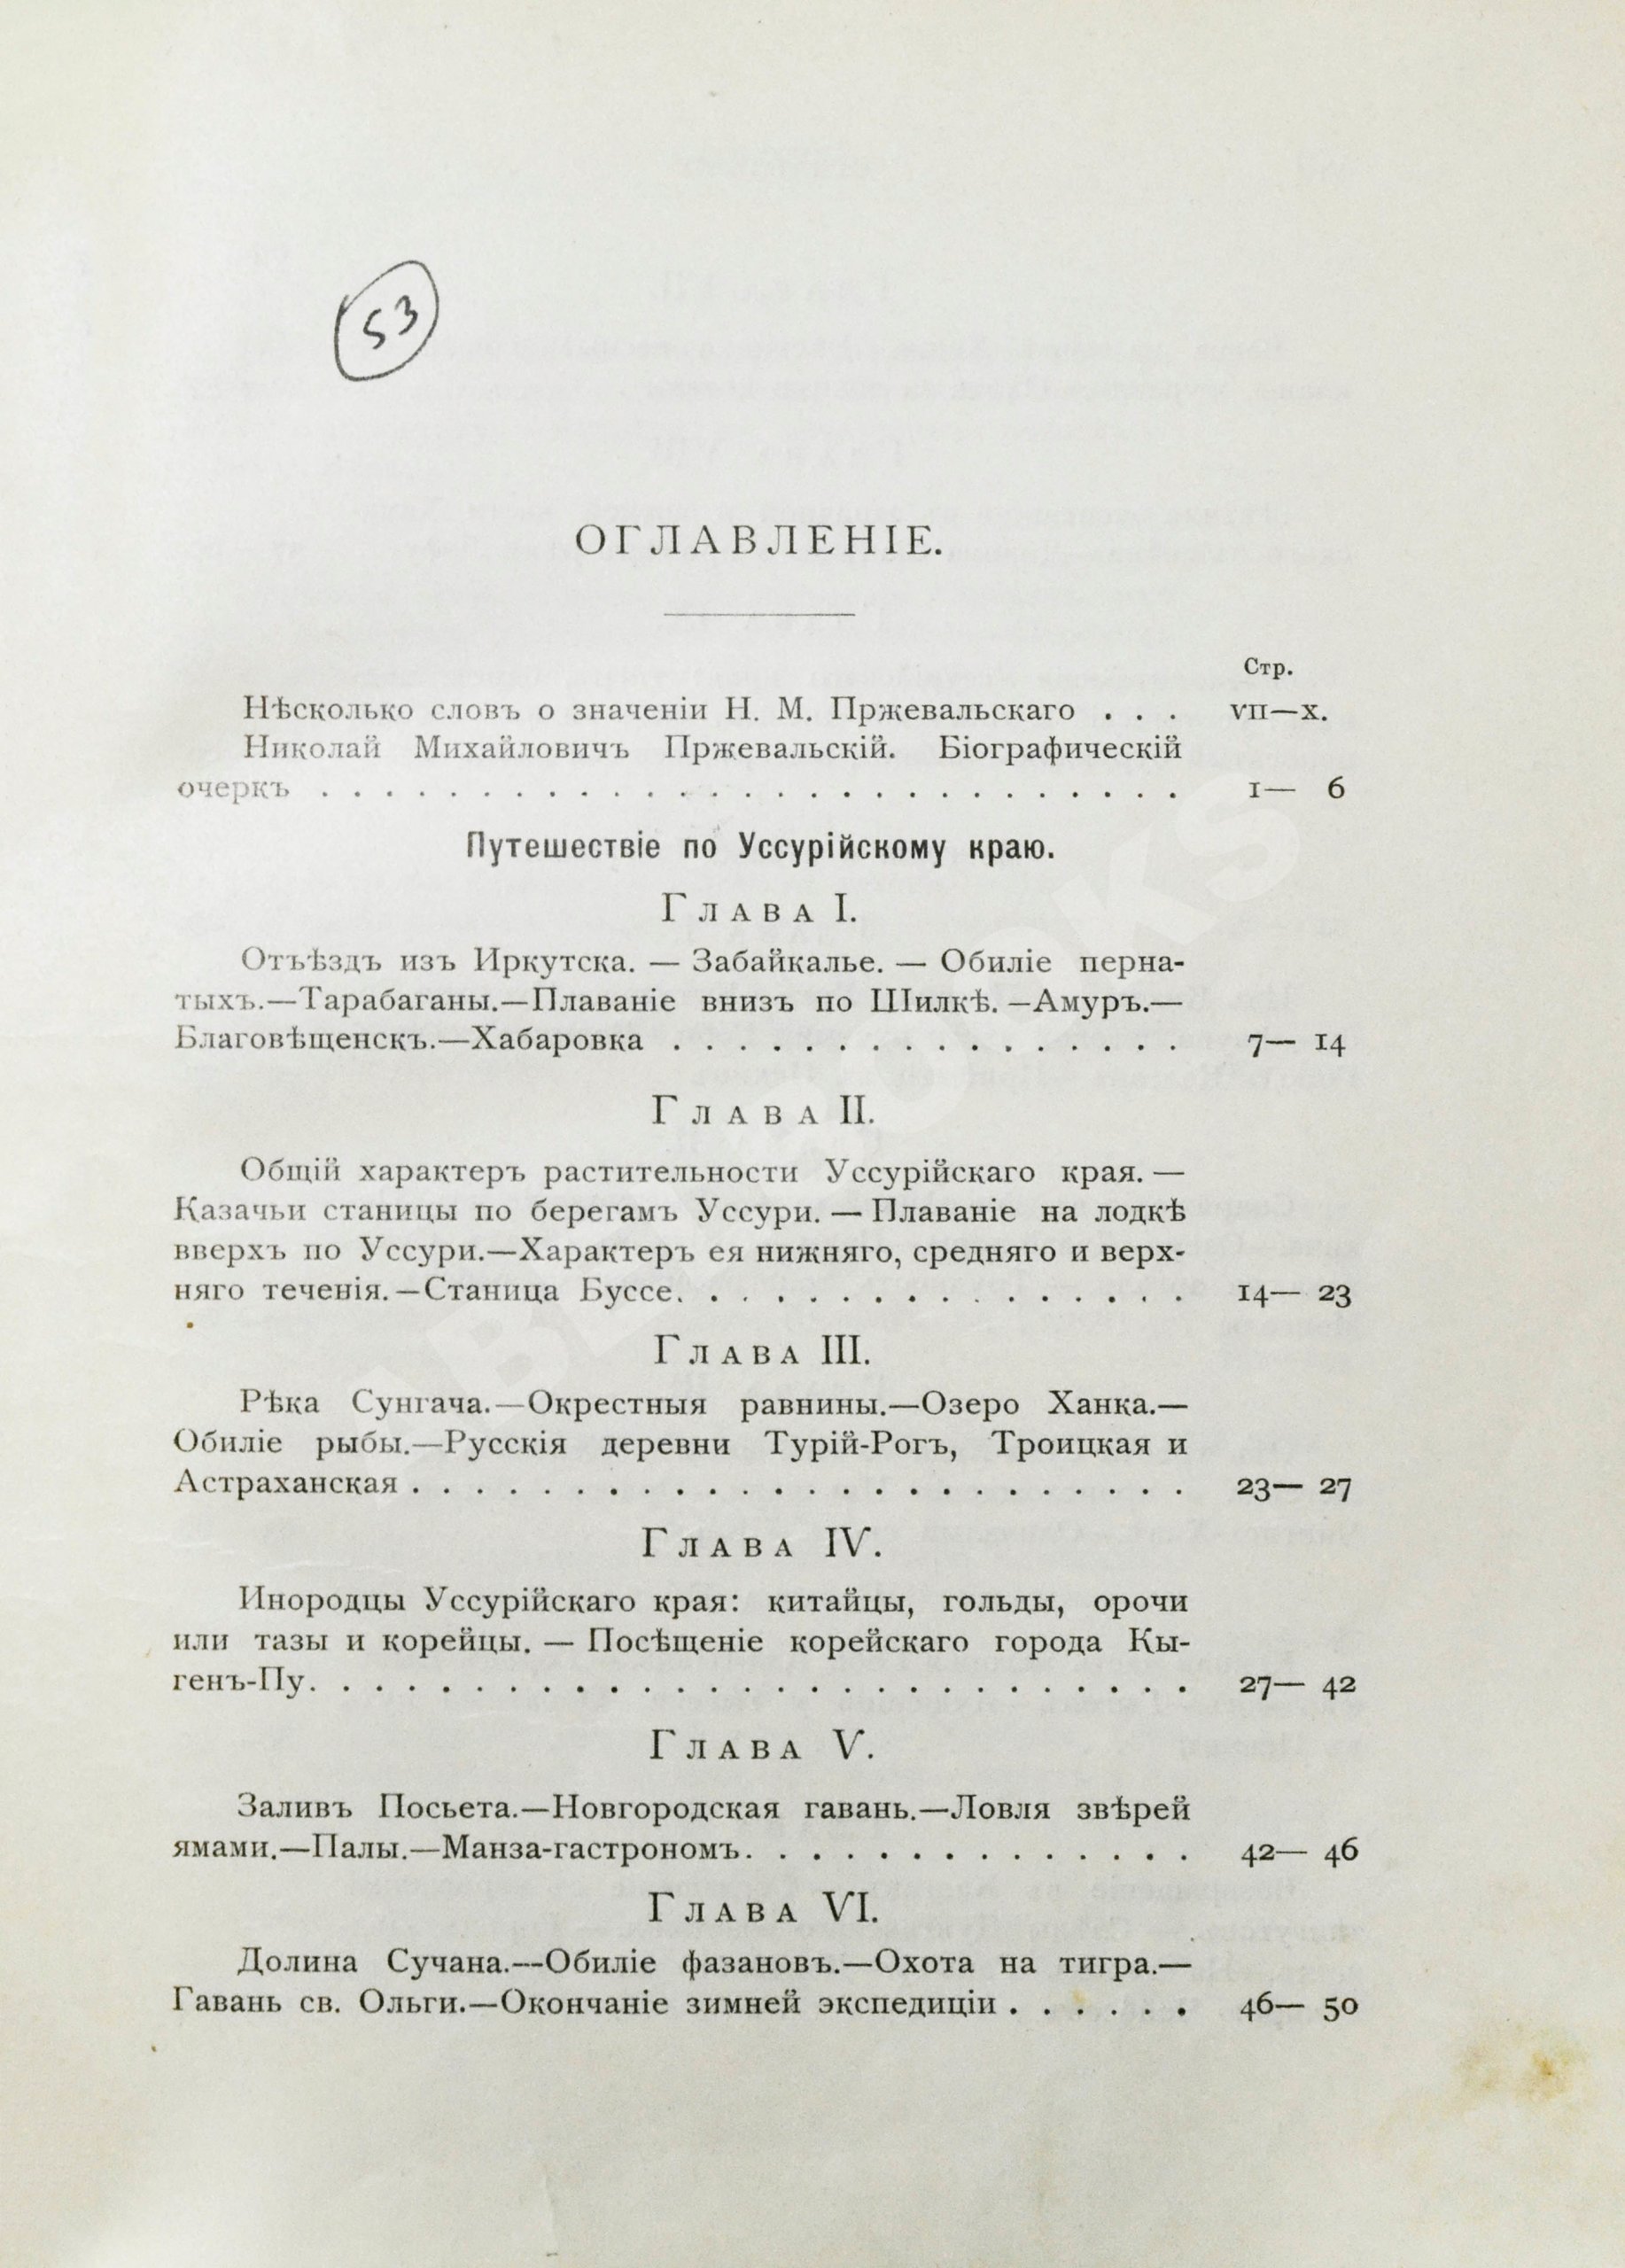 53
ОГЛАВЛЕНІЕ.
Стр.
Нѣсколько словъ о значеніи Н. М. Пржевальскаго . . . VII—X.
Николай Михайловичъ Пржевальскій. Біографическій
очеркъ . . . . . . . . . . . . . . . . . . . . . . . . . . . 1— 6
Путешествіе по Уссурійскому краю.
Глава I.
Отъѣздъ изъ Иркутска. — Забайкалье. — Обиліе перна-
тыхъ.—Тарабаганы.—Плаваніе внизъ по Шилкѣ.—Амуръ.—
Благовѣщенскъ.—Хабаровка . . . . . . . . . . . . . . . . 7— 14
Глава II.
Общій характеръ растительности Уссурійскаго края. —
Казачьи станицы по берегамъ Уссури. — Плаваніе на лодкѣ
вверхъ по Уссури.—Характеръ ея нижняго, средняго и верх-
няго теченія.—Станица Буссе. . . . . . . . . . . . . . . . 14— 23
Глава III.
Рѣка Сунгача.—Окрестныя равнины.—Озеро Ханка.—
Обиліе рыбы.—Русскія деревни Турій-Рогъ, Троицкая и
Астраханская . . . . . . . . . . . . . . . . . . . . . . . . 23— 27
Глава IV.
Инородцы Уссурійскаго края: китайцы, гольды, орочи
или тазы и корейцы. — Посѣщеніе корейскаго города Кы-
генъ-Пу. . . . . . . . . . . . . . . . . . . . . . . . . . . 27— 42
Глава V.
Заливъ Посьета.—Новгородская гавань.—Ловля звѣрей
ямами.—Палы.—Манза-гастрономъ. . . . . . . . . . . . . . 42— 46
Глава VI.
Долина Сучана.—Обиліе фазановъ.—Охота на тигра.—
Гавань св. Ольги.—Окончаніе зимней экспедиціи . . . . . . 46— 50